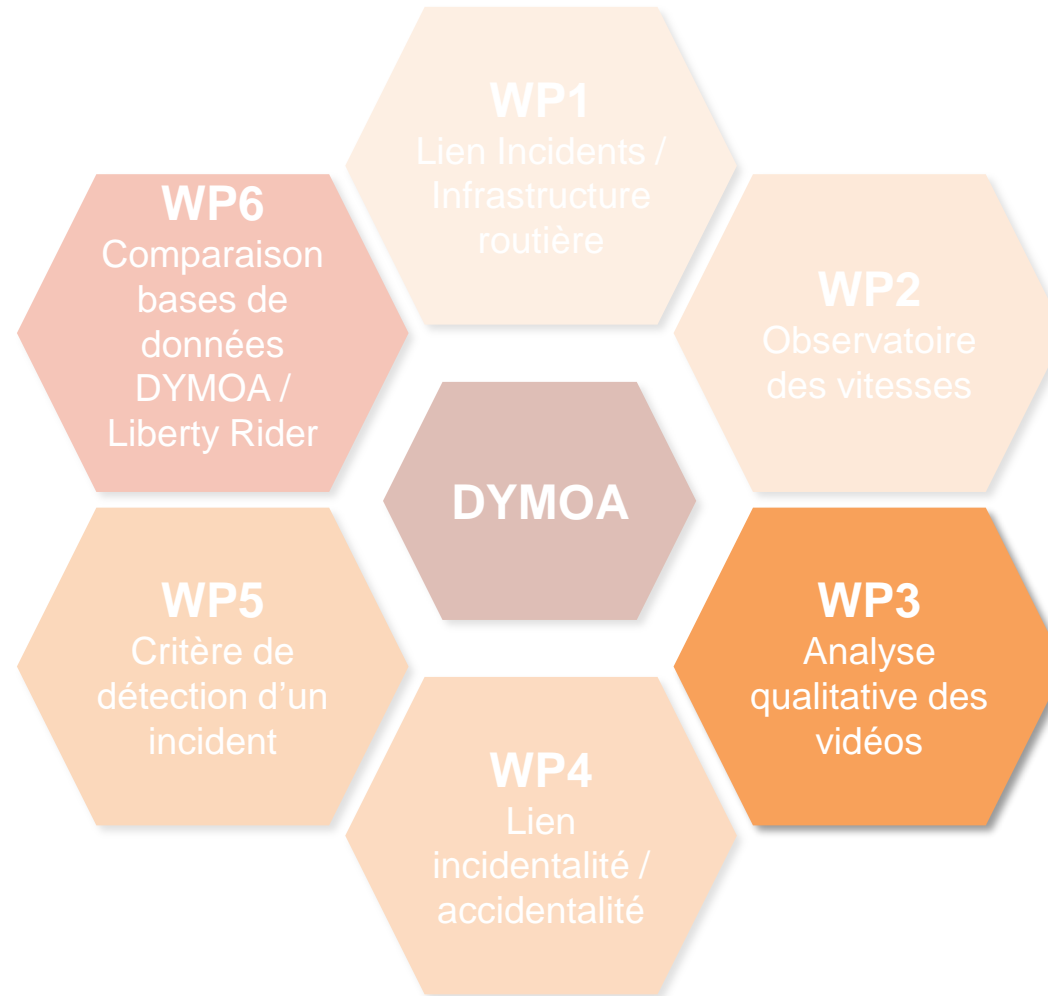 WP1
Lien Incidents /
Infrastructure
routière
WP6
Comparaison
bases de
données
DYMOA /
Liberty Rider
WP2
Observatoire
des vitesses
DYMOA
WP5
Critère de
détection d’un
incident
WP3
Analyse
qualitative des
vidéos
WP4
Lien
incidentalité /
accidentalité